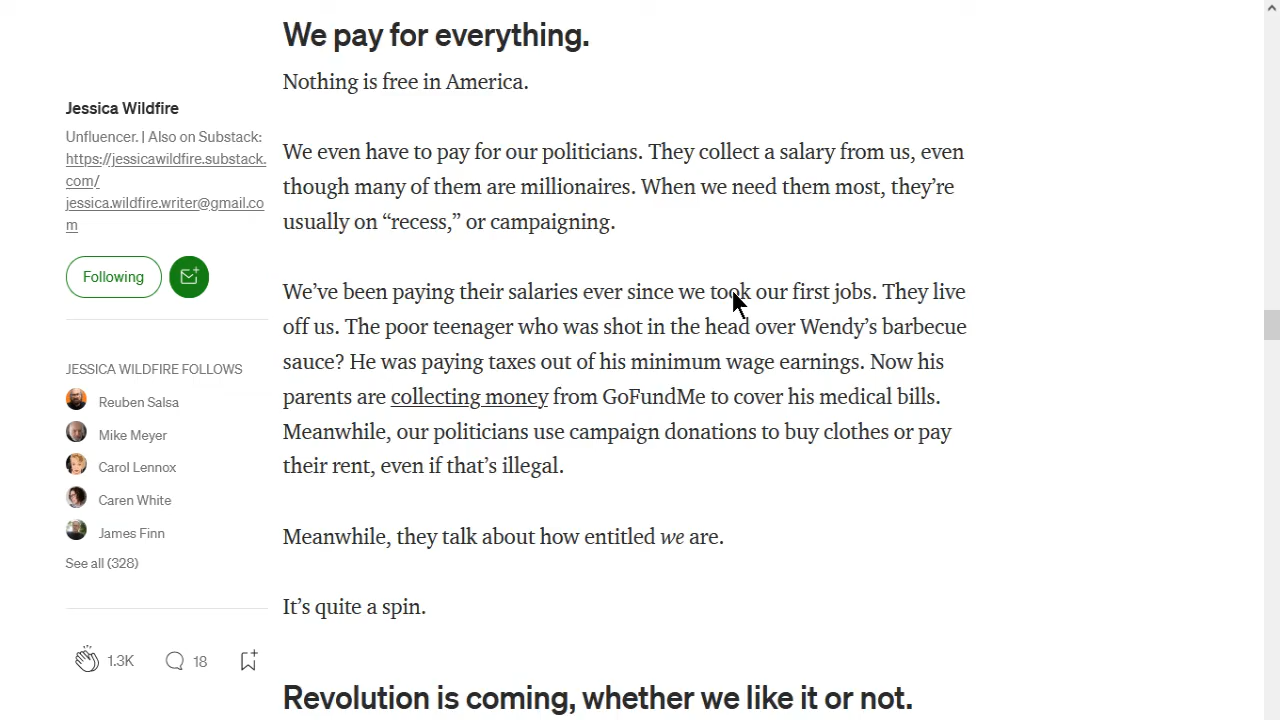 We pay for everything.
Nothing is free in America.
Jessica Wildfire
Unfluencer. | Also on Substack:
https://jessicawildfire.substack.
com/
jessica.wildfire.writer@gmail.co
m
We even have to pay for our politicians. They collect a salary from us, even
though many of them are millionaires. When we need them most, they’re
usually on “recess,” or campaigning.
Following
We’ve been paying their salaries ever since we took our first jobs. They live
off us. The poor teenager who was shot in the head over Wendy’s barbecue
sauce? He was paying taxes out of his minimum wage earnings. Now his
parents are collecting money from GoFundMe to cover his medical bills.
Meanwhile, our politicians use campaign donations to buy clothes or pay
their rent, even if that’s illegal.
JESSICA WILDFIRE FOLLOWS
Reuben Salsa
Mike Meyer
Carol Lennox
Caren White
James Finn
See all (328)
Meanwhile, they talk about how entitled we are.
It’s quite a spin.
1.3K
18
Revolution is coming, whether we like it or not.